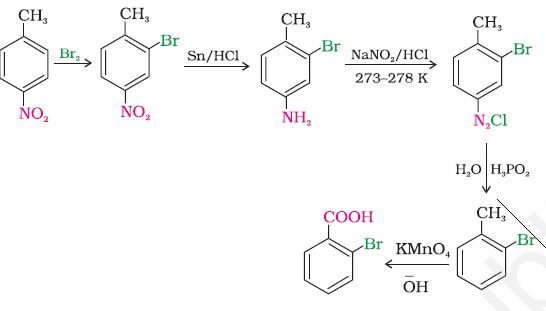 CH₃
Br₂
NO₂
CH₃
Br
NO₂
Sn/HCl
CH₃
Br
NH₂
NaNO₂/HCl
273–278 K
CH₃
Br
N₂Cl
H₂O H₃PO₂
COOH
Br
KMnO₄
ŌH
CH₃
Br